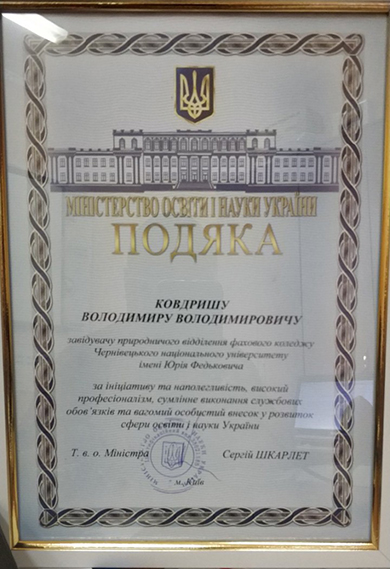 МІНІСТЕРСТВО ОСВІТИ І НАУКИ УКРАЇНИ
ПОДЯКА
КОВДРИШУ
ВОЛОДИМИРУ ВОЛОДИМИРОВИЧУ
завідувачу природничого відділення фахового коледжу
Чернівецького національного університету
імені Юрія Федьковича
за ініціативу та наполегливість, високий
професіоналізм, сумлінне виконання службових
обов'язків та вагомий особистий внесок у розвиток
сфери освіти і науки України
Т. в. о. Міністра Сергій ШКАРЛЕТ
м. Київ